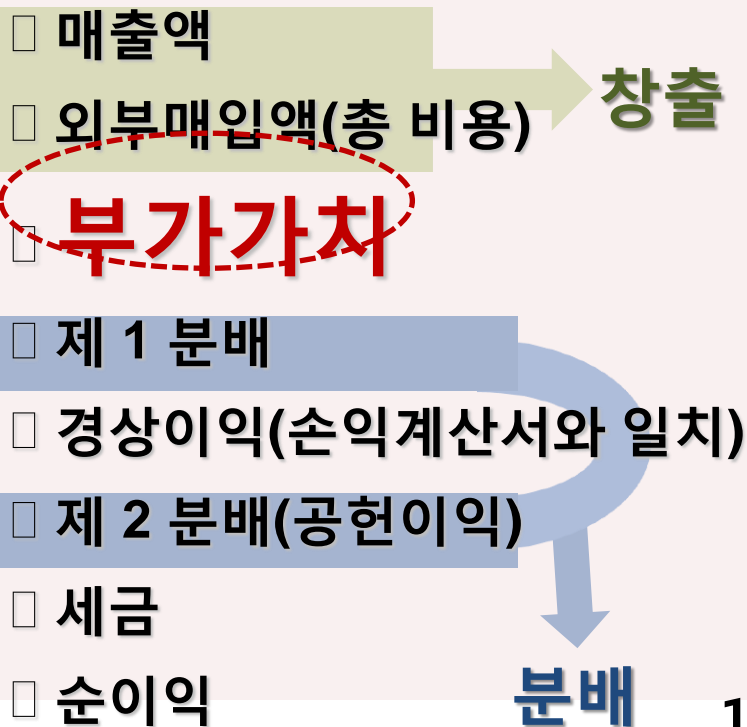 매출액
창출
외부매입액(총 비용)
부가가치
제 1 분배
경상이익(손익계산서와 일치)
제 2 분배(공헌이익)
세금
순이익
분배
1